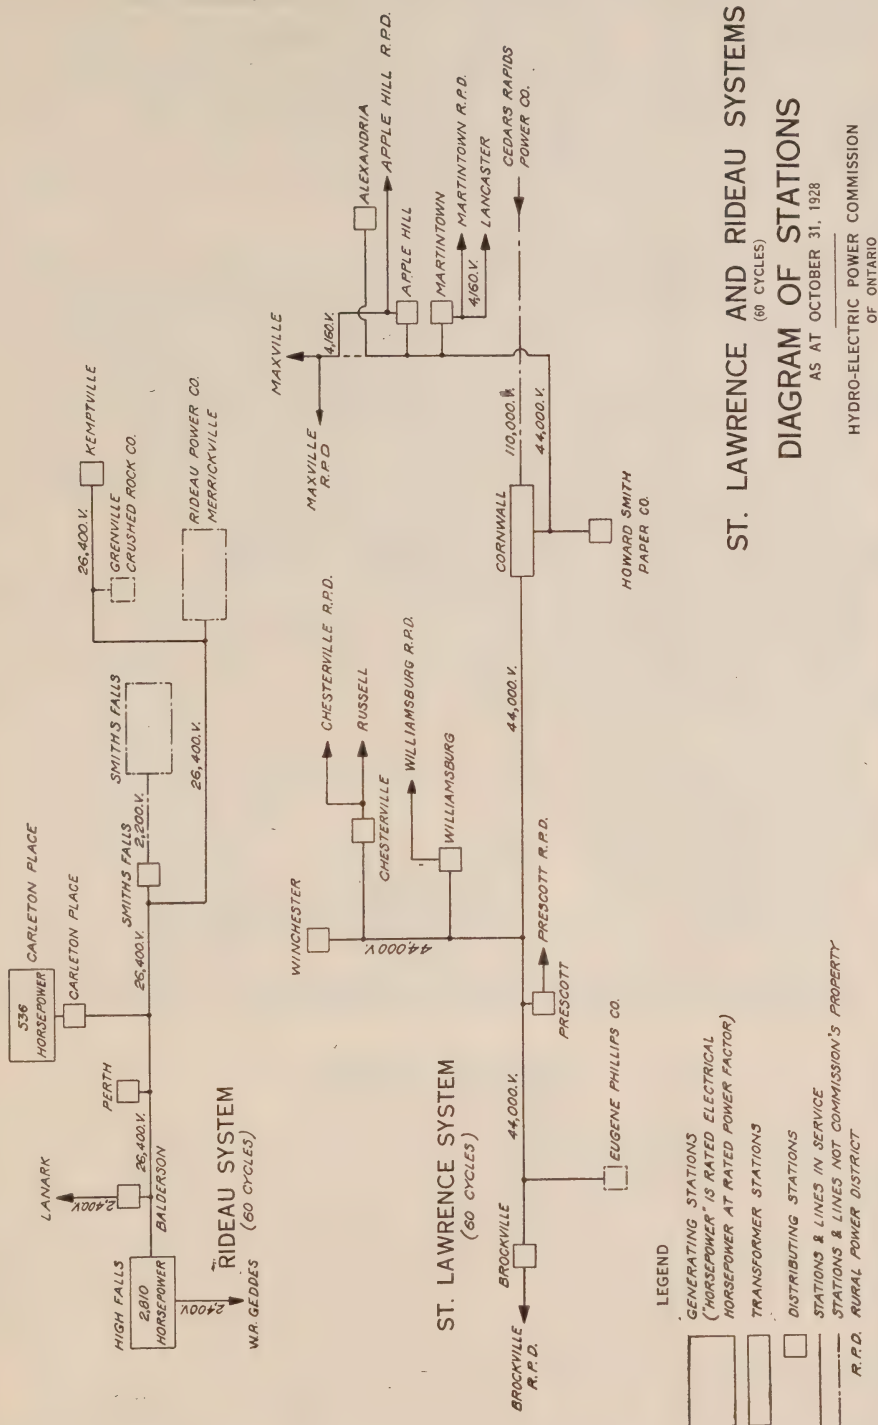 ST. LAWRENCE AND RIDEAU SYSTEMS
(60 CYCLES)
DIAGRAM OF STATIONS
AS AT OCTOBER 31, 1928
HYDRO-ELECTRIC POWER COMMISSION
OF ONTARIO
HIGH FALLS
2,810
HORSEPOWER
2,400V.
W.R. GEDDES
LANARK
2,400V.
BALDERSON
26,400.V.
PERTH
536
HORSEPOWER
CARLETON PLACE
CARLETON PLACE
26,400.V.
SMITHS FALLS
2,200.V.
SMITHS FALLS
26,400.V.
26,400.V.
KEMPTVILLE
GRENVILLE
CRUSHED ROCK CO.
RIDEAU POWER CO.
MERRICKVILLE
RIDEAU SYSTEM
(60 CYCLES)
ST. LAWRENCE SYSTEM
(60 CYCLES)
BROCKVILLE
R.P.D.
BROCKVILLE
EUGENE PHILLIPS CO.
44,000.V.
PRESCOTT
PRESCOTT R.P.D.
WINCHESTER
44,000V.
CHESTERVILLE
CHESTERVILLE R.P.D.
RUSSELL
WILLIAMSBURG R.P.D.
WILLIAMSBURG
44,000.V.
CORNWALL
HOWARD SMITH
PAPER CO.
110,000.V.
44,000.V.
CEDARS RAPIDS
POWER CO.
MAXVILLE
MAXVILLE
R.P.D
4,160.V.
ALEXANDRIA
APPLE HILL R.P.D.
APPLE HILL
MARTINTOWN
MARTINTOWN R.P.D.
4,160.V.
LANCASTER
LEGEND
GENERATING STATIONS
("HORSEPOWER" IS RATED ELECTRICAL
HORSEPOWER AT RATED POWER FACTOR)
TRANSFORMER STATIONS
DISTRIBUTING STATIONS
STATIONS & LINES IN SERVICE
STATIONS & LINES NOT COMMISSION'S PROPERTY
R.P.D. RURAL POWER DISTRICT